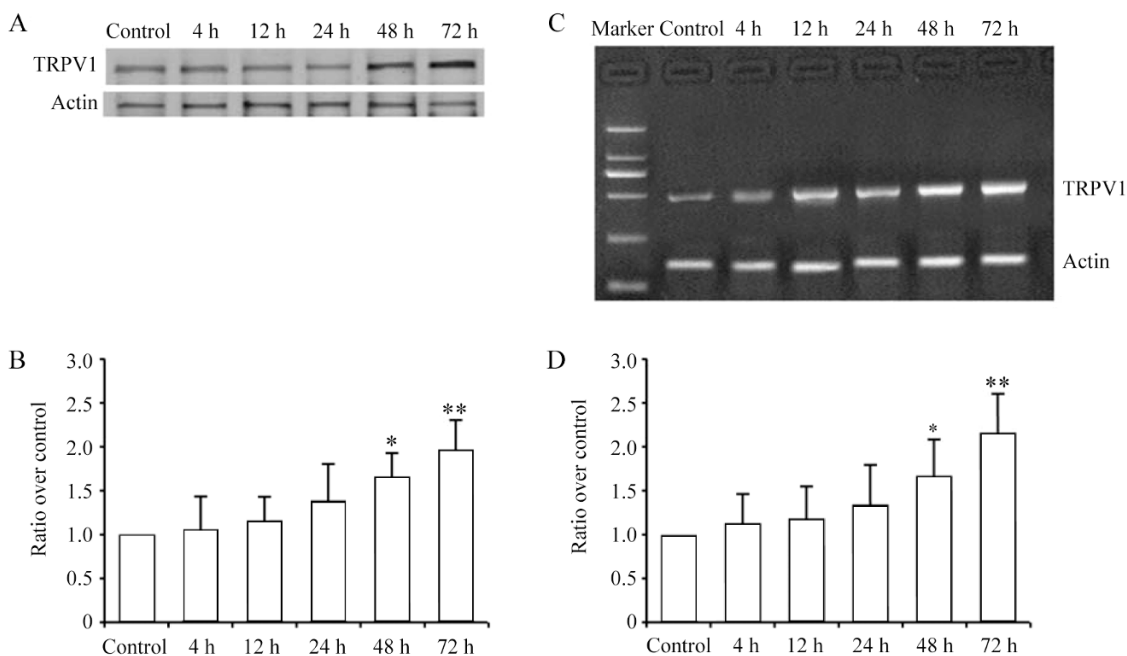 A
Control 4 h 12 h 24 h 48 h 72 h
TRPV1
Actin
C
Marker Control 4 h 12 h 24 h 48 h 72 h
TRPV1
Actin
B
Ratio over control
3.0
2.5
2.0
1.5
1.0
0.5
0
*
**
Control 4 h 12 h 24 h 48 h 72 h
D
Ratio over control
3.0
2.5
2.0
1.5
1.0
0.5
0
*
**
Control 4 h 12 h 24 h 48 h 72 h